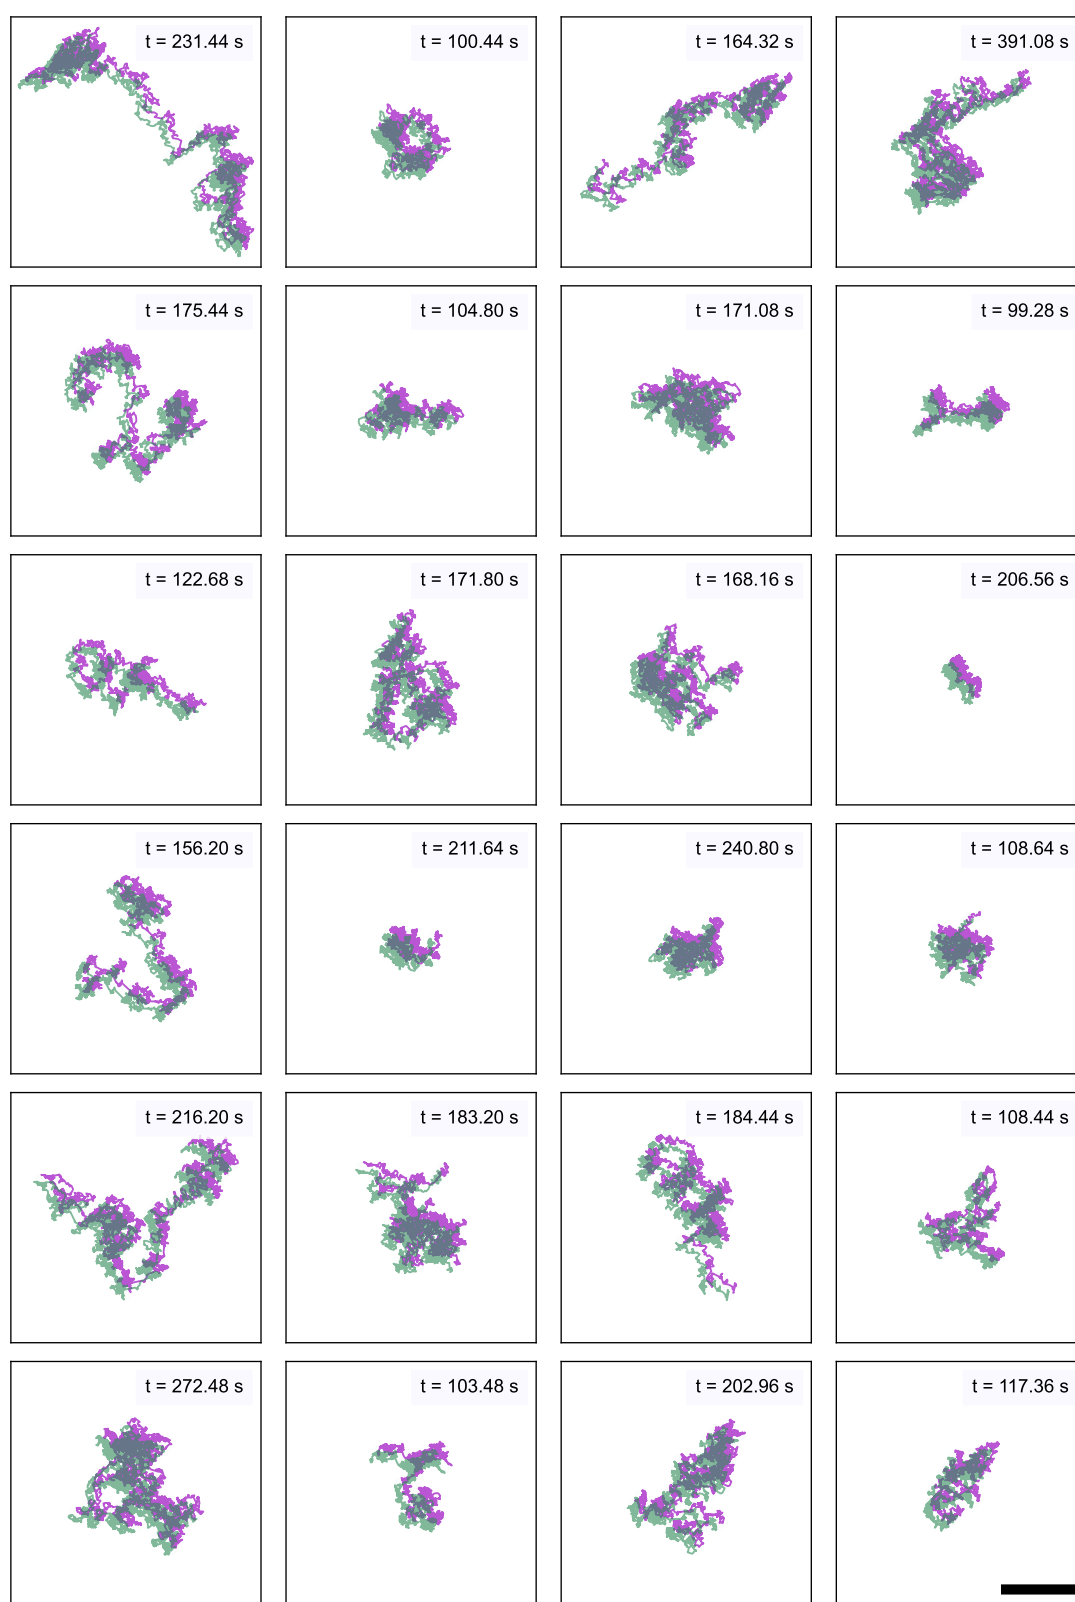 t = 231.44 s
t = 100.44 s
t = 164.32 s
t = 391.08 s
t = 175.44 s
t = 104.80 s
t = 171.08 s
t = 99.28 s
t = 122.68 s
t = 171.80 s
t = 168.16 s
t = 206.56 s
t = 156.20 s
t = 211.64 s
t = 240.80 s
t = 108.64 s
t = 216.20 s
t = 183.20 s
t = 184.44 s
t = 108.44 s
t = 272.48 s
t = 103.48 s
t = 202.96 s
t = 117.36 s